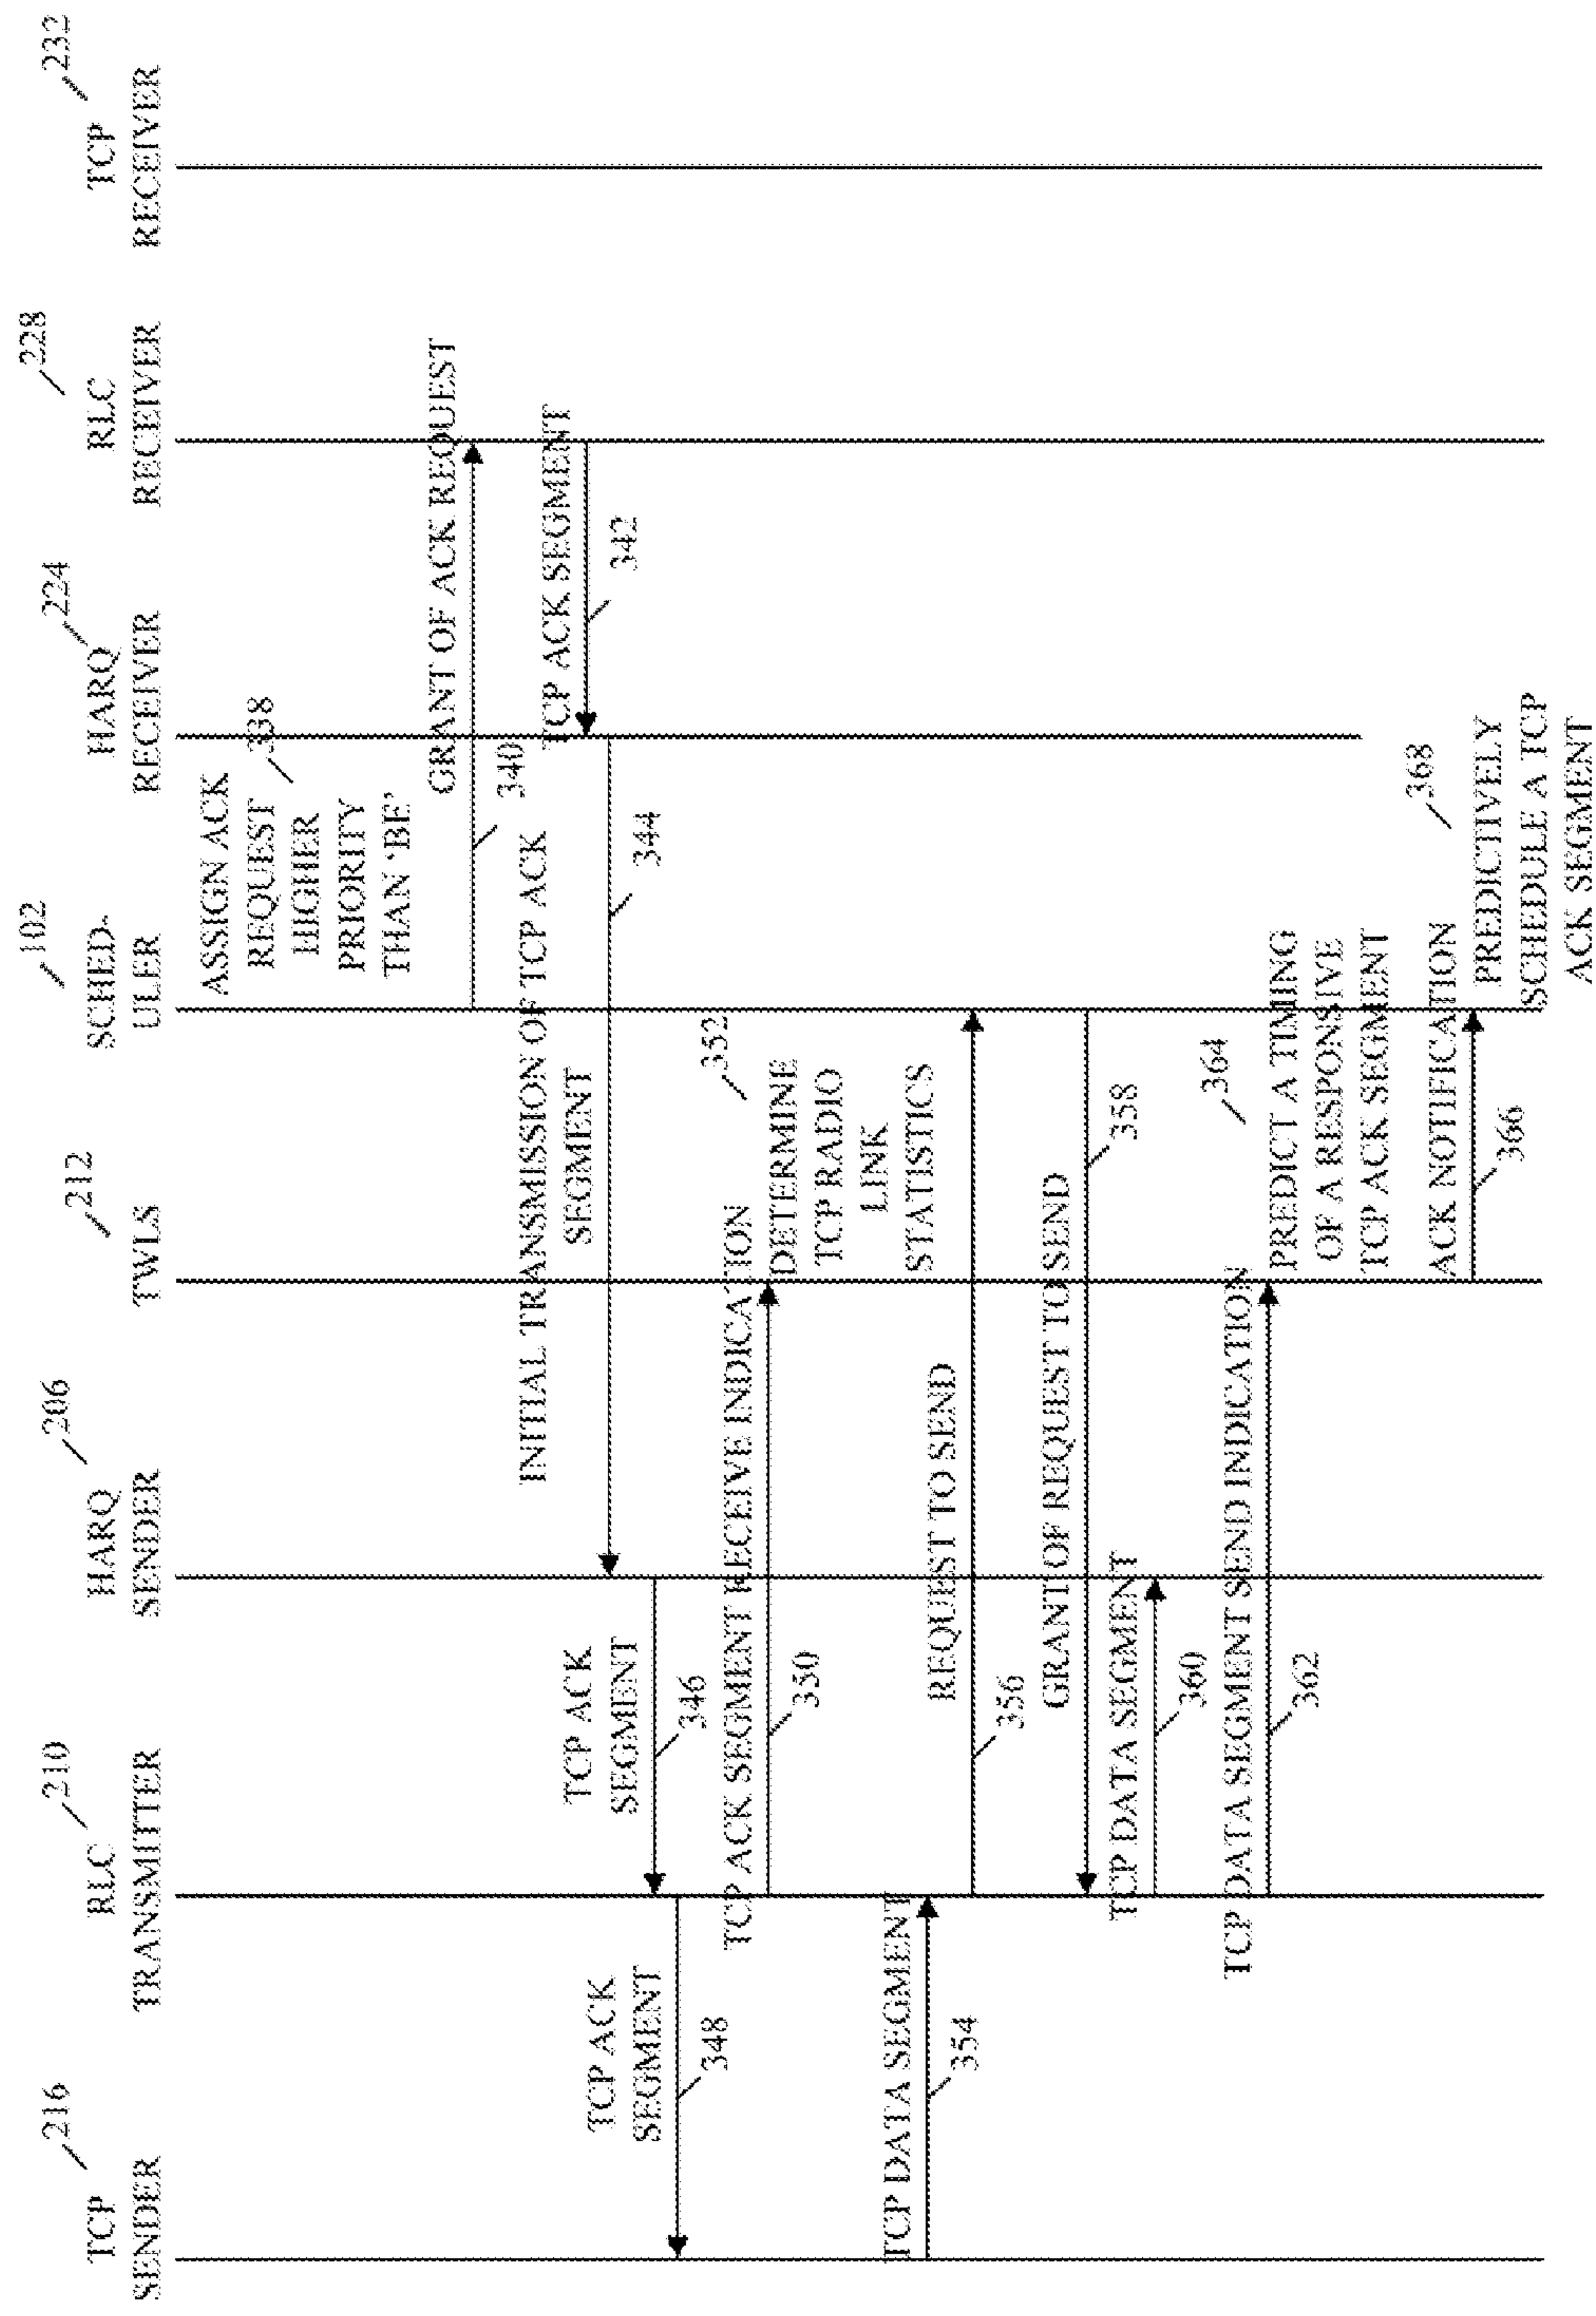 216
TCP
SENDER
210
RLC
TRANSMITTER
206
HARQ
SENDER
212
TWLS
102
SCHED-
ULER
224
HARQ
RECEIVER
228
RLC
RECEIVER
232
TCP
RECEIVER
ASSIGN ACK
REQUEST
HIGHER
PRIORITY
THAN 'BE'
338
GRANT OF ACK REQUEST
340
TCP ACK SEGMENT
342
INITIAL TRANSMISSION OF TCP ACK
SEGMENT
344
TCP ACK
SEGMENT
346
TCP ACK
SEGMENT
348
TCP ACK SEGMENT RECEIVE INDICATION
350
352
DETERMINE
TCP RADIO
LINK
STATISTICS
TCP DATA SEGMENT
354
REQUEST TO SEND
356
GRANT OF REQUEST TO SEND
358
TCP DATA SEGMENT
360
TCP DATA SEGMENT SEND INDICATION
362
364
PREDICT A TIMING
OF A RESPONSIVE
TCP ACK SEGMENT
ACK NOTIFICATION
366
368
PREDICTIVELY
SCHEDULE A TCP
ACK SEGMENT